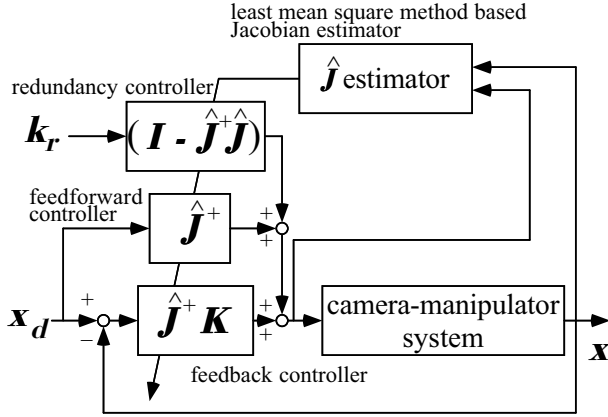 least mean square method based
Jacobian estimator
Ĵ estimator
redundancy controller
k_r
( I - Ĵ⁺Ĵ )
feedforward
controller
Ĵ⁺
+
+
x_d
+
−
Ĵ⁺ K
+
+
camera-manipulator
system
x
feedback controller